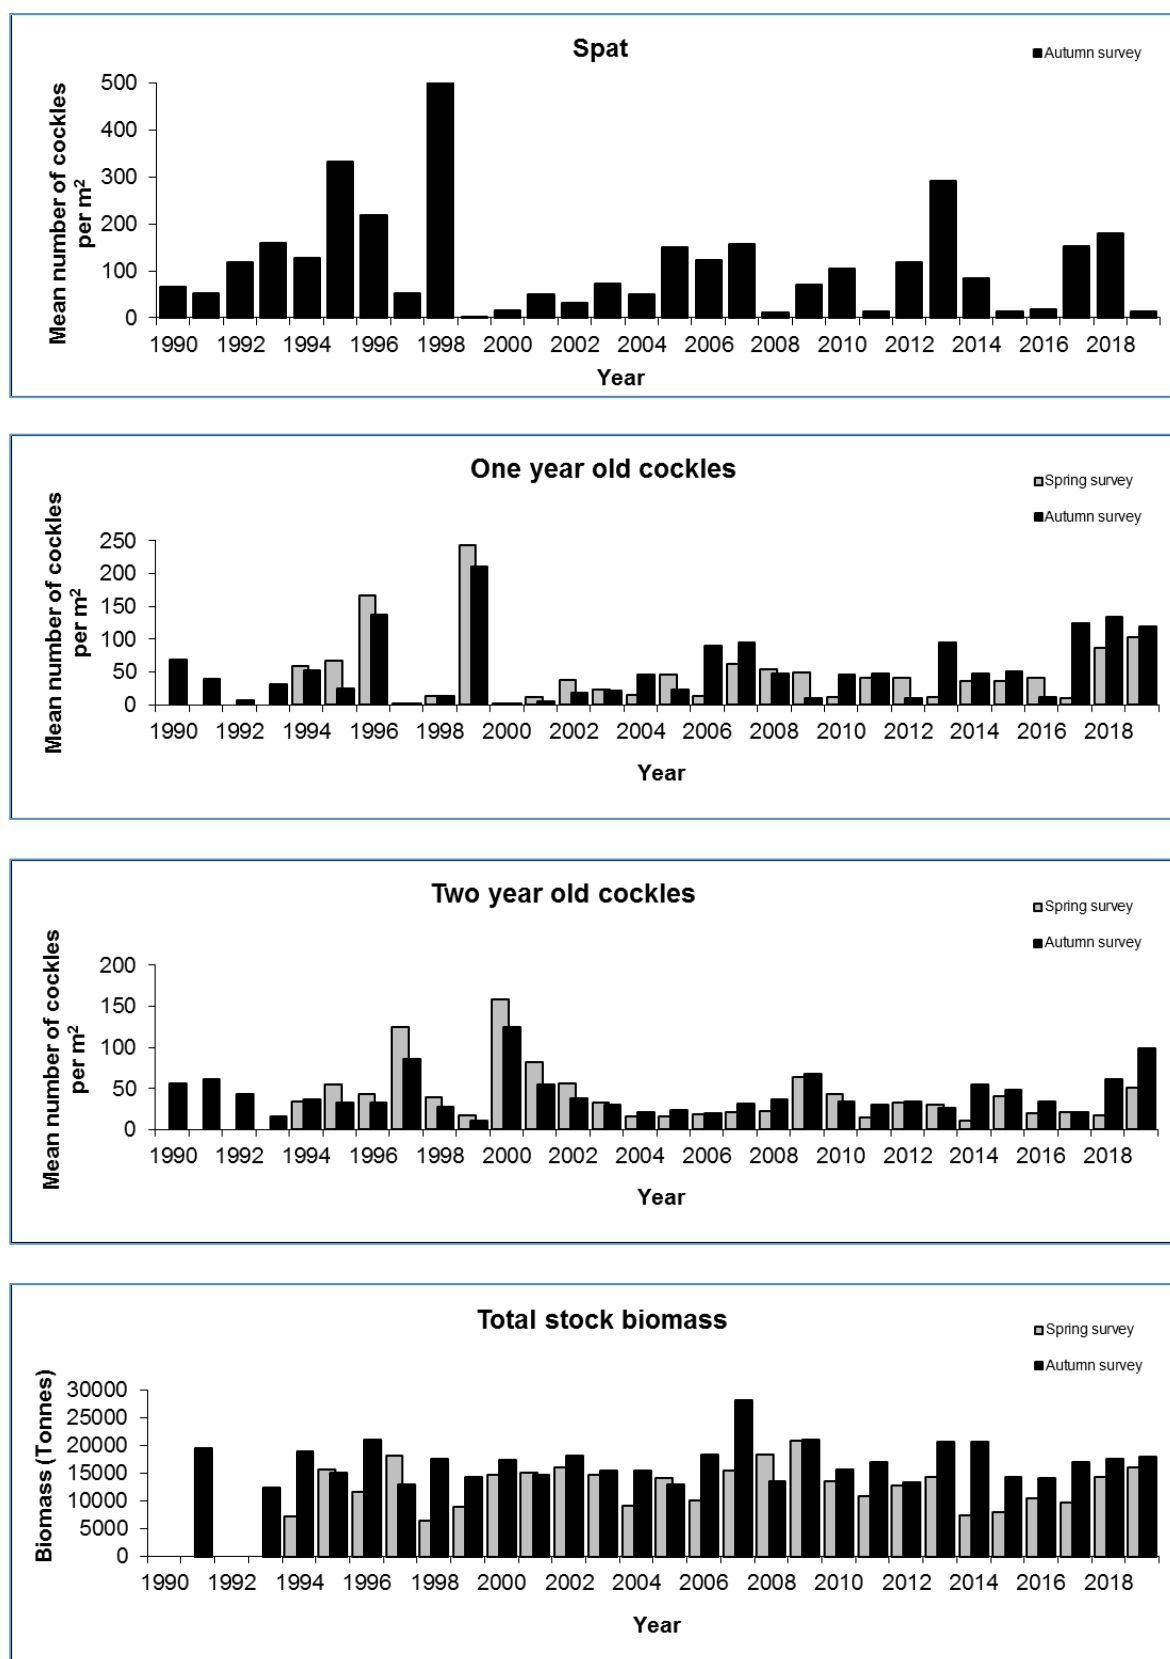 Spat
Autumn survey
Mean number of cockles
per m²
500
400
300
200
100
0
1990 1992 1994 1996 1998 2000 2002 2004 2006 2008 2010 2012 2014 2016 2018
Year
One year old cockles
Spring survey
Autumn survey
Mean number of cockles
per m²
250
200
150
100
50
0
1990 1992 1994 1996 1998 2000 2002 2004 2006 2008 2010 2012 2014 2016 2018
Year
Two year old cockles
Spring survey
Autumn survey
Mean number of cockles
per m²
200
150
100
50
0
1990 1992 1994 1996 1998 2000 2002 2004 2006 2008 2010 2012 2014 2016 2018
Year
Total stock biomass
Spring survey
Autumn survey
Biomass (Tonnes)
30000
25000
20000
15000
10000
5000
0
1990 1992 1994 1996 1998 2000 2002 2004 2006 2008 2010 2012 2014 2016 2018
Year